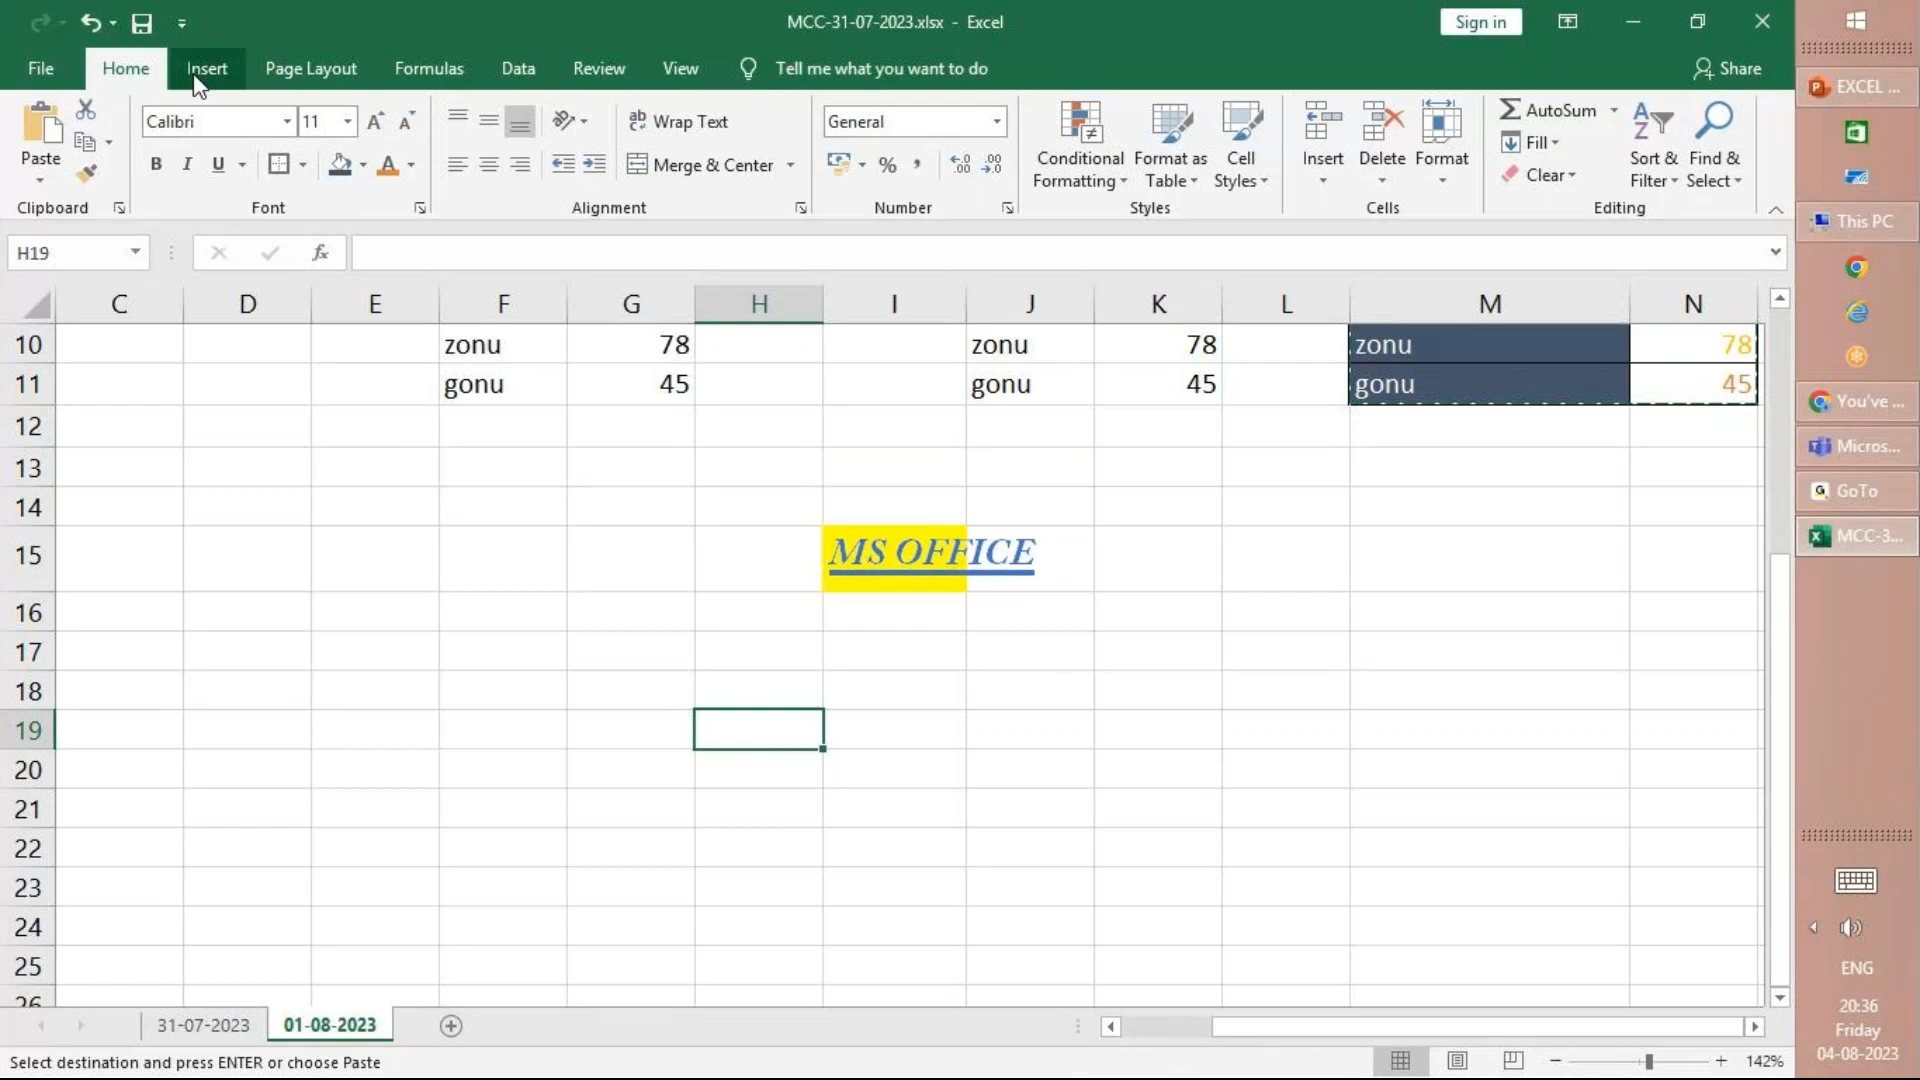 MCC-31-07-2023.xlsx - Excel
Sign in
File Home Insert Page Layout Formulas Data Review View Tell me what you want to do Share
Calibri 11
Wrap Text
General
AutoSum
Fill
Clear
Paste
B I U
Merge & Center
%
Conditional Formatting
Format as Table
Cell Styles
Insert
Delete
Format
Sort & Filter
Find & Select
Clipboard Font Alignment Number Styles Cells Editing
H19
fx
C D E F G H I J K L M N
10 zonu 78 zonu 78 zonu 78
11 gonu 45 gonu 45 gonu 45
12
13
14
15 MS OFFICE
16
17
18
19
20
21
22
23
24
25
26
31-07-2023 01-08-2023
Select destination and press ENTER or choose Paste
142%
EXCEL ...
This PC
You've ...
Micros...
GoTo
MCC-3...
ENG
20:36
Friday
04-08-2023